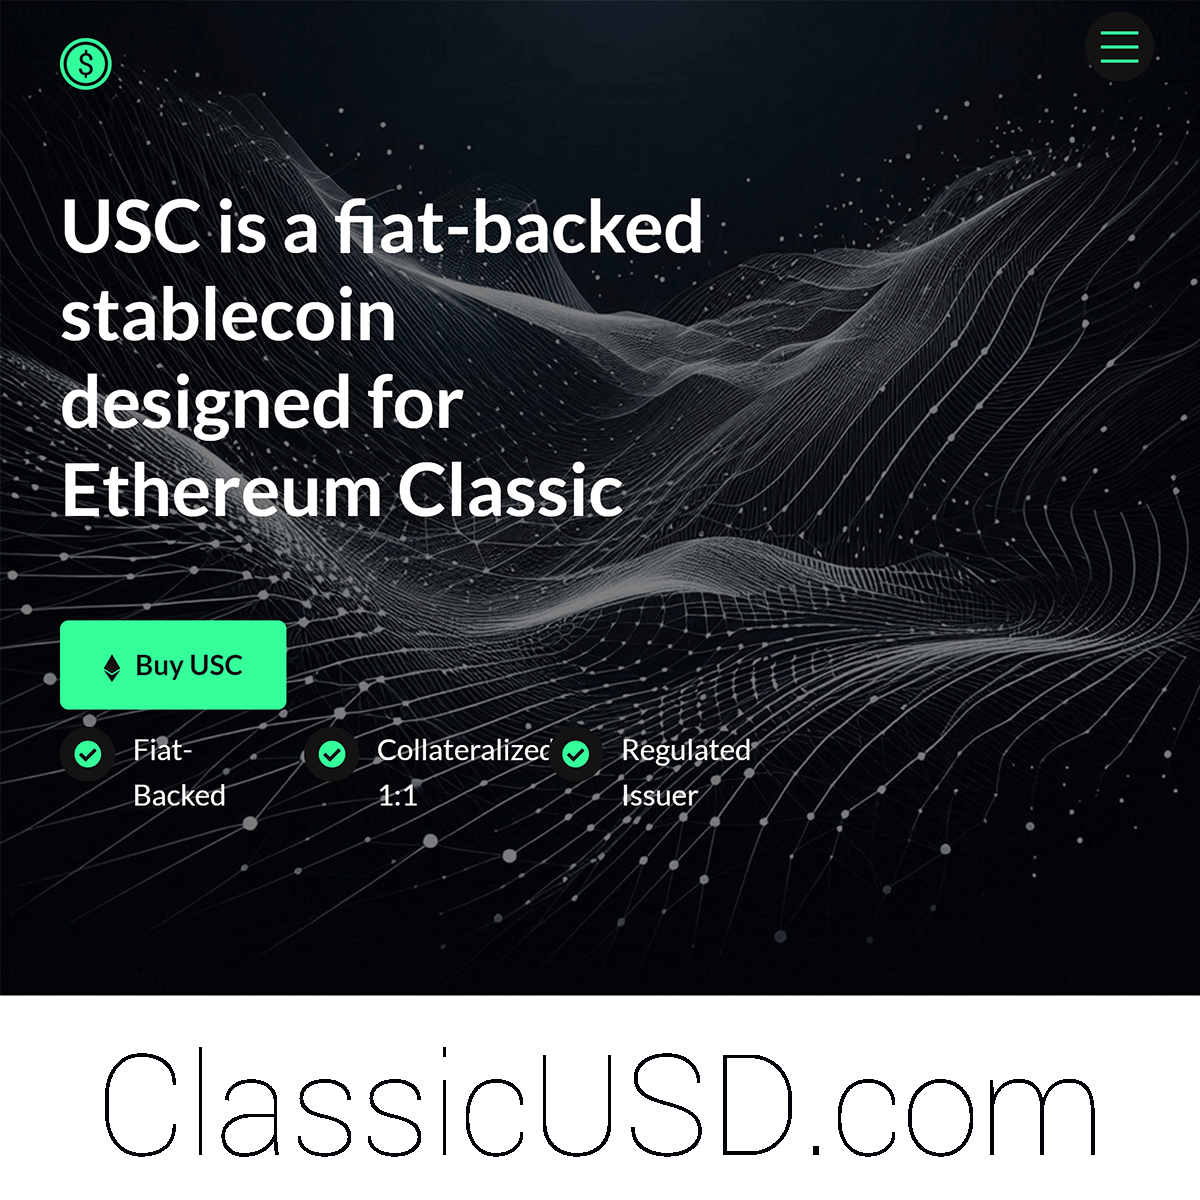 $
USC is a fiat-backed
stablecoin
designed for
Ethereum Classic
Buy USC
Fiat-
Backed
Collateralized
1:1
Regulated
Issuer
ClassicUSD.com